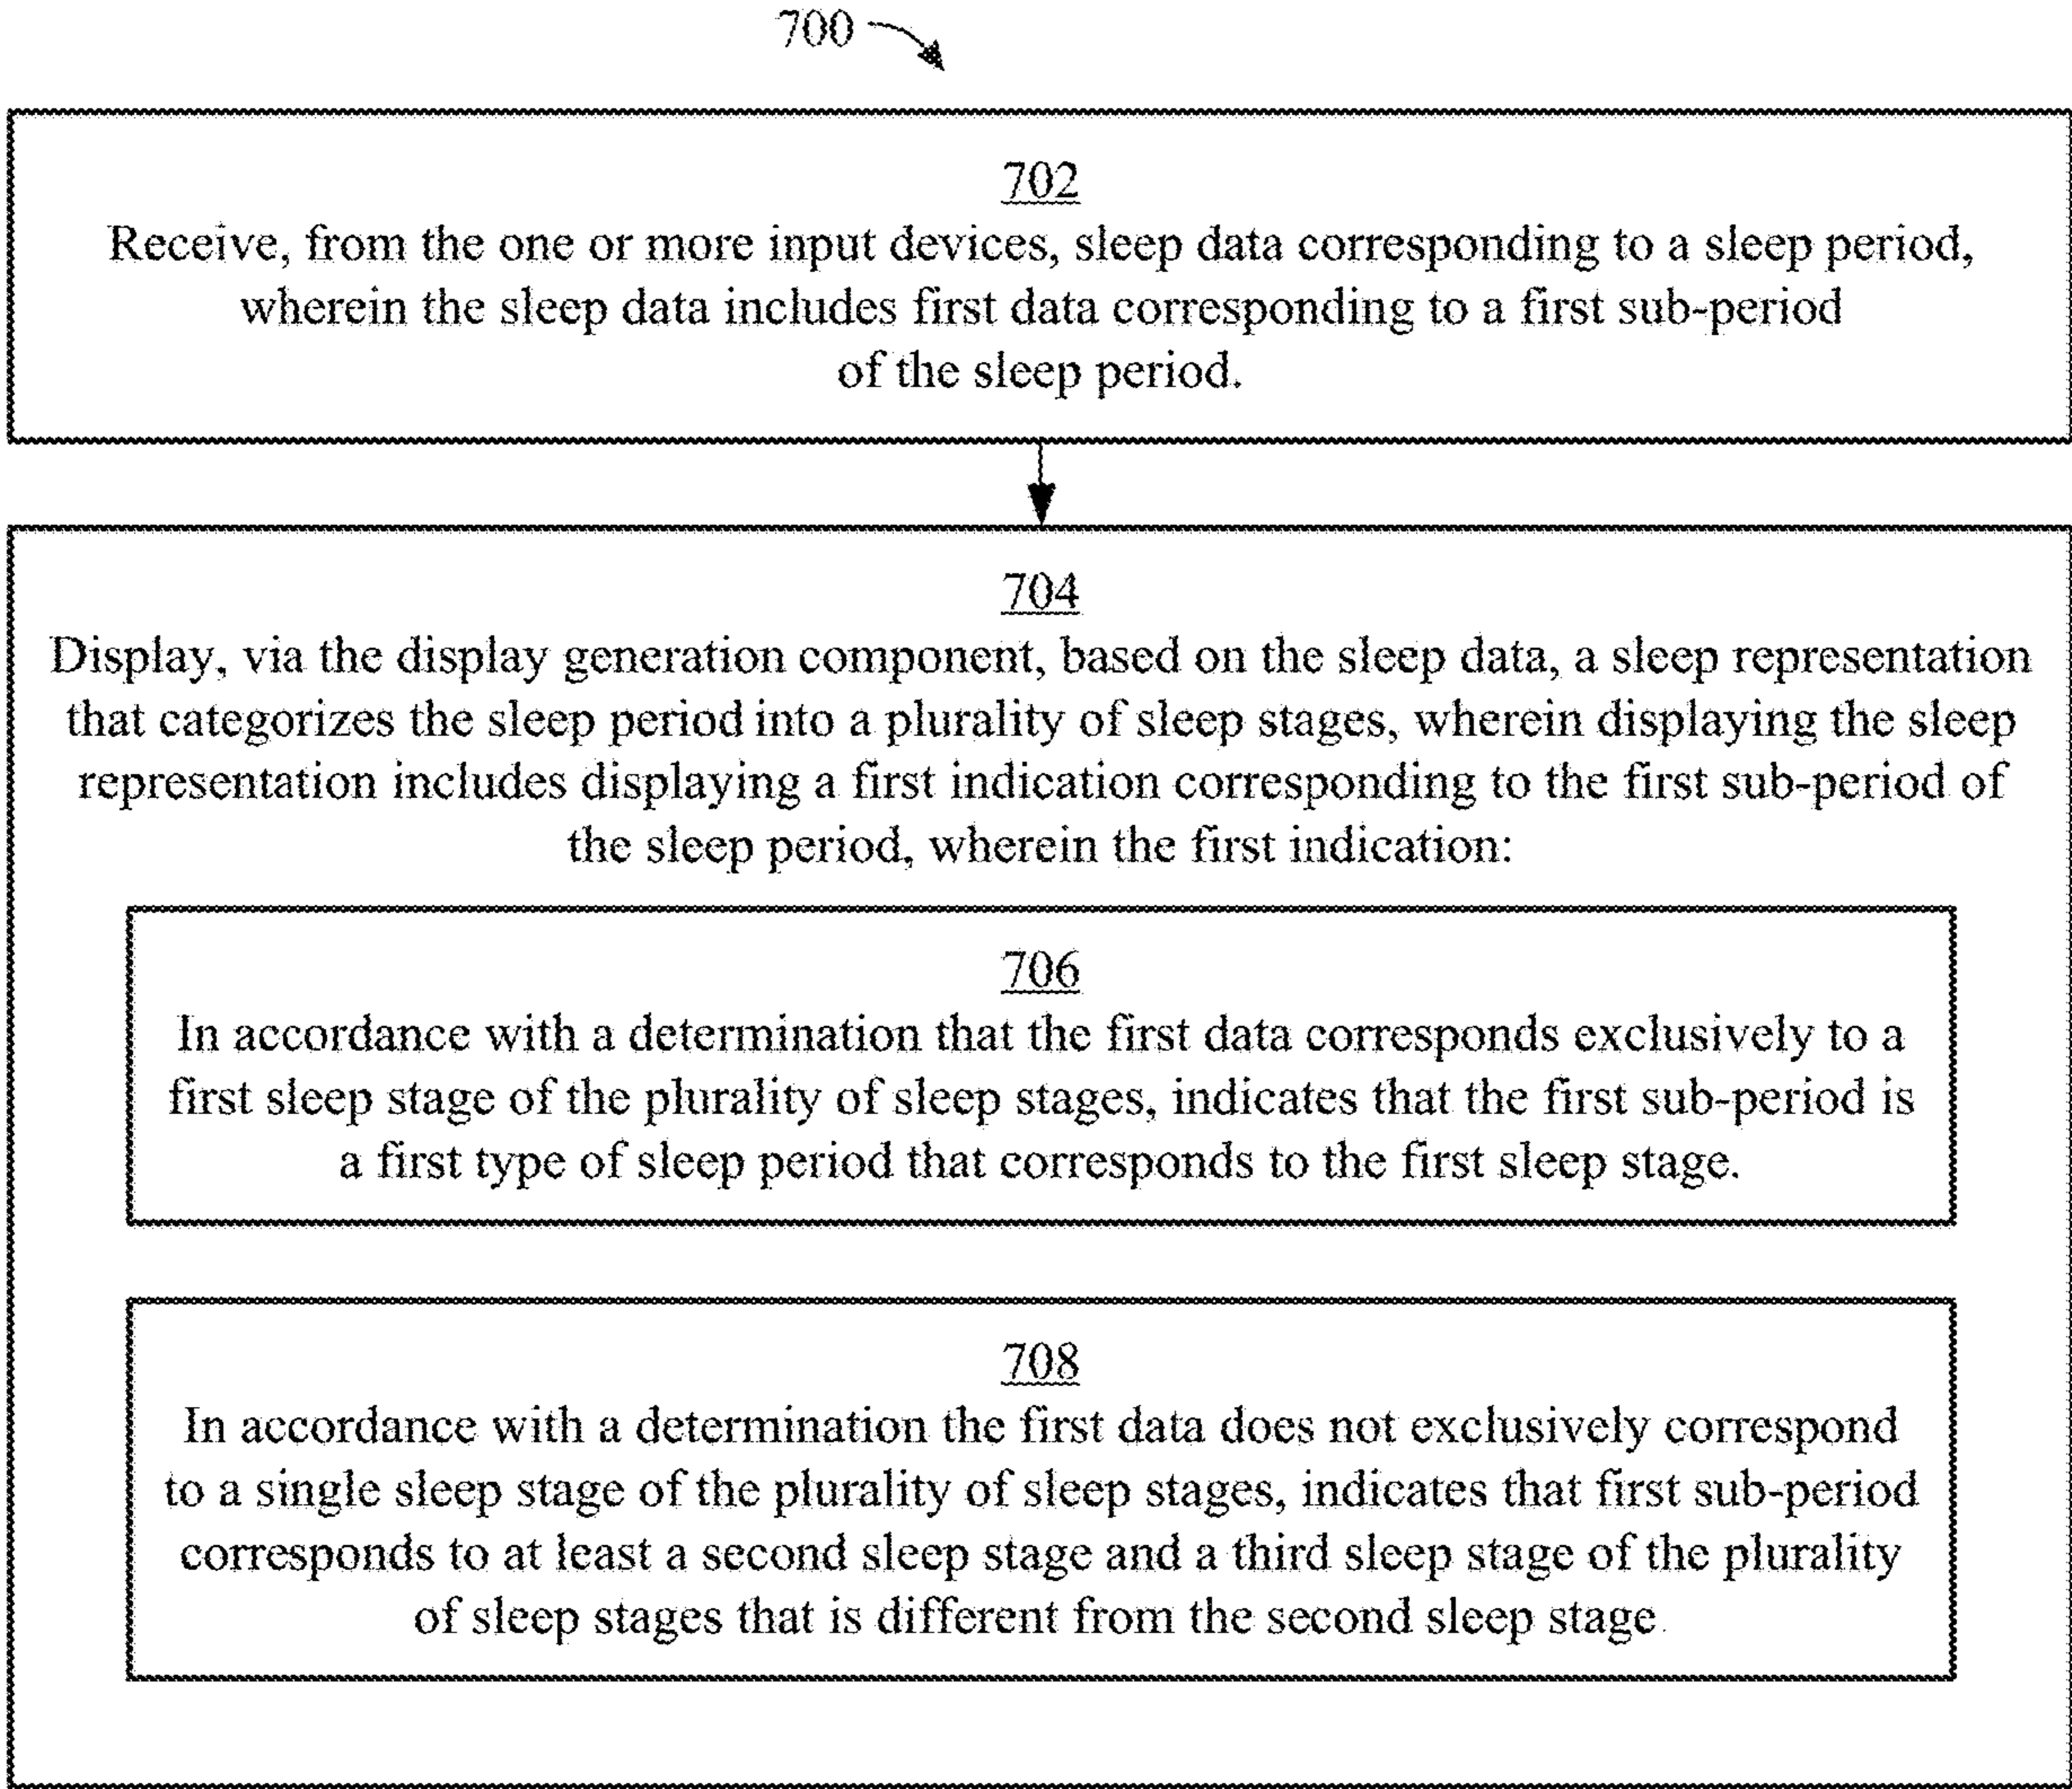 700
702
Receive, from the one or more input devices, sleep data corresponding to a sleep period,
wherein the sleep data includes first data corresponding to a first sub-period
of the sleep period.
704
Display, via the display generation component, based on the sleep data, a sleep representation
that categorizes the sleep period into a plurality of sleep stages, wherein displaying the sleep
representation includes displaying a first indication corresponding to the first sub-period of
the sleep period, wherein the first indication:
706
In accordance with a determination that the first data corresponds exclusively to a
first sleep stage of the plurality of sleep stages, indicates that the first sub-period is
a first type of sleep period that corresponds to the first sleep stage.
708
In accordance with a determination the first data does not exclusively correspond
to a single sleep stage of the plurality of sleep stages, indicates that first sub-period
corresponds to at least a second sleep stage and a third sleep stage of the plurality
of sleep stages that is different from the second sleep stage.